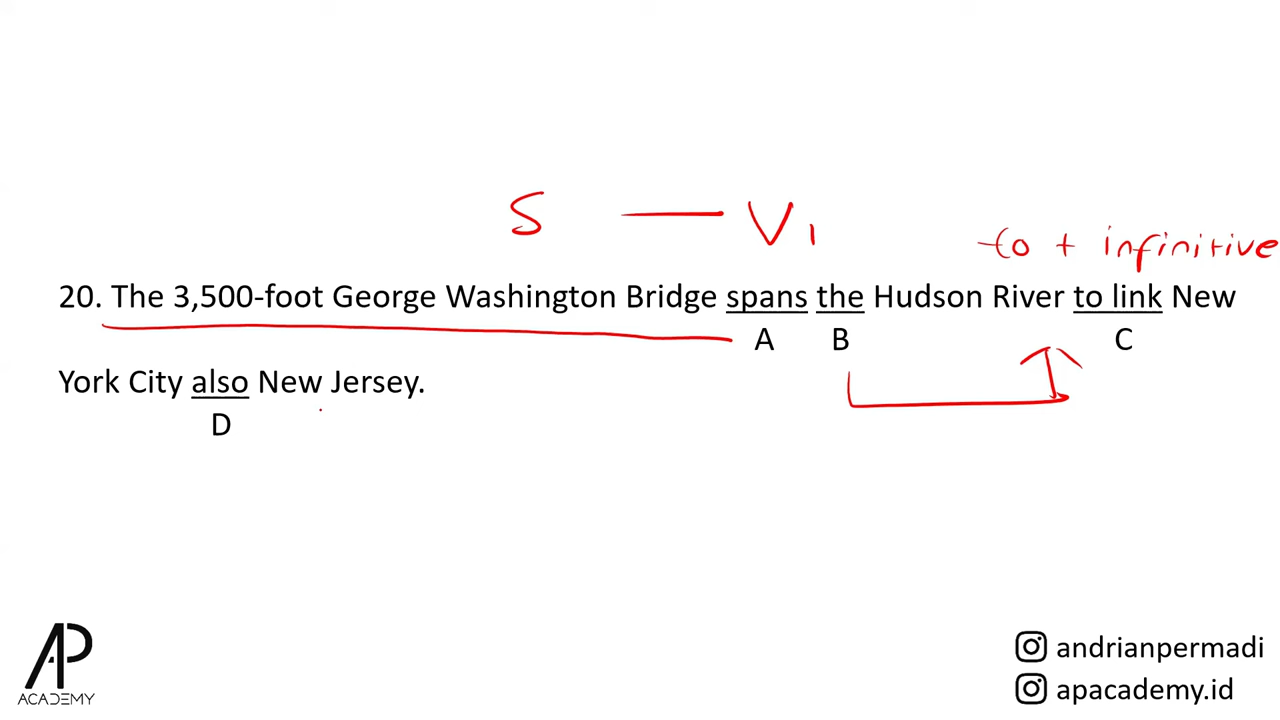 S — V1
to + infinitive
20. The 3,500-foot George Washington Bridge spans the Hudson River to link New
A B C
York City also New Jersey.
D
AP
ACADEMY
andrianpermadi
apacademy.id